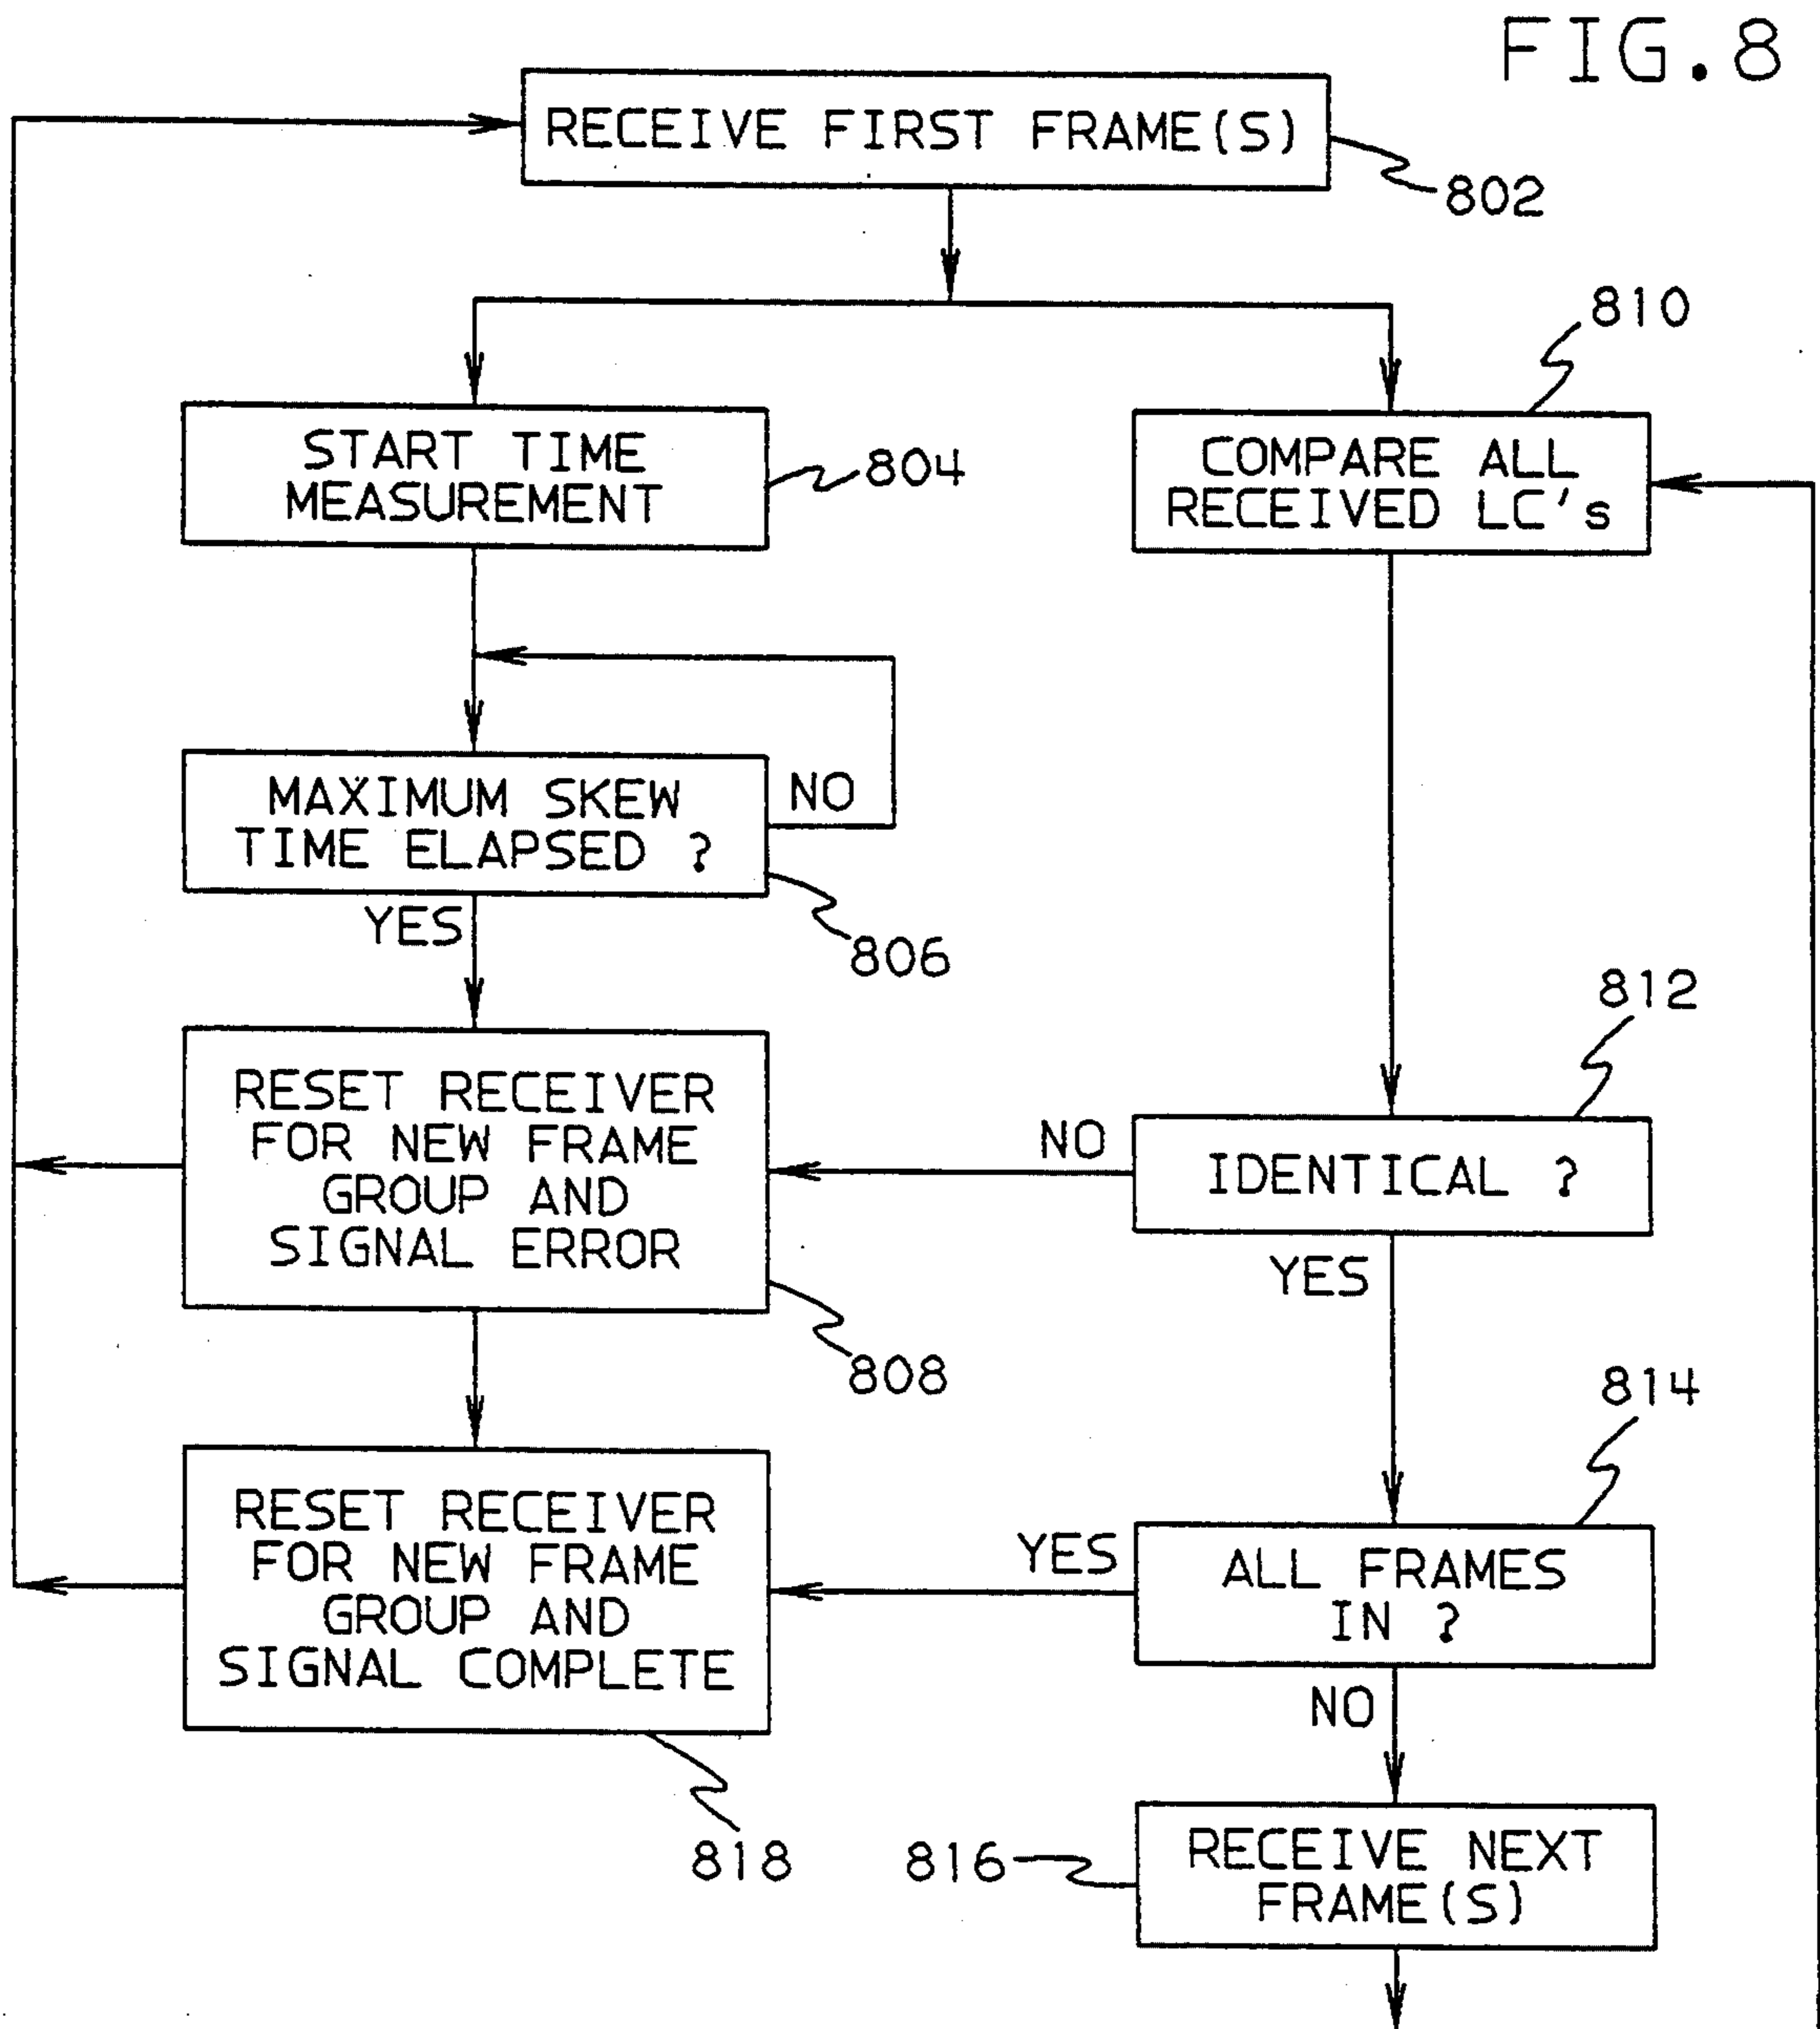 FIG.8
RECEIVE FIRST FRAME(S)
802
810
START TIME
MEASUREMENT
804
COMPARE ALL
RECEIVED LC's
MAXIMUM SKEW
TIME ELAPSED ?
NO
YES
806
812
RESET RECEIVER
FOR NEW FRAME
GROUP AND
SIGNAL ERROR
NO
IDENTICAL ?
YES
808
814
RESET RECEIVER
FOR NEW FRAME
GROUP AND
SIGNAL COMPLETE
YES
ALL FRAMES
IN ?
NO
818
816
RECEIVE NEXT
FRAME(S)